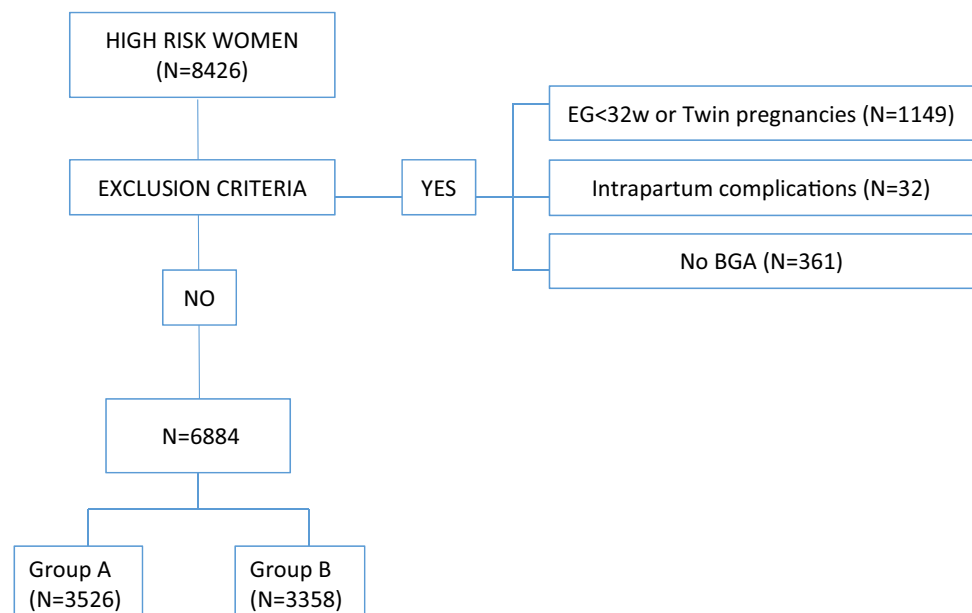 HIGH RISK WOMEN
(N=8426)
EXCLUSION CRITERIA
YES
EG<32w or Twin pregnancies (N=1149)
Intrapartum complications (N=32)
No BGA (N=361)
NO
N=6884
Group A
(N=3526)
Group B
(N=3358)